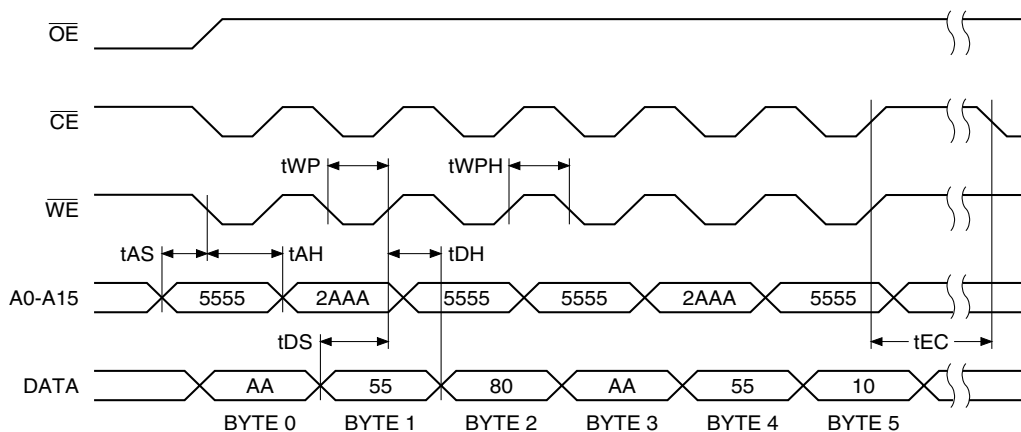 OE
CE
tWP tWPH
WE
tAS tAH tDH
A0-A15 5555 2AAA 5555 5555 2AAA 5555
tDS tEC
DATA AA 55 80 AA 55 10
BYTE 0 BYTE 1 BYTE 2 BYTE 3 BYTE 4 BYTE 5